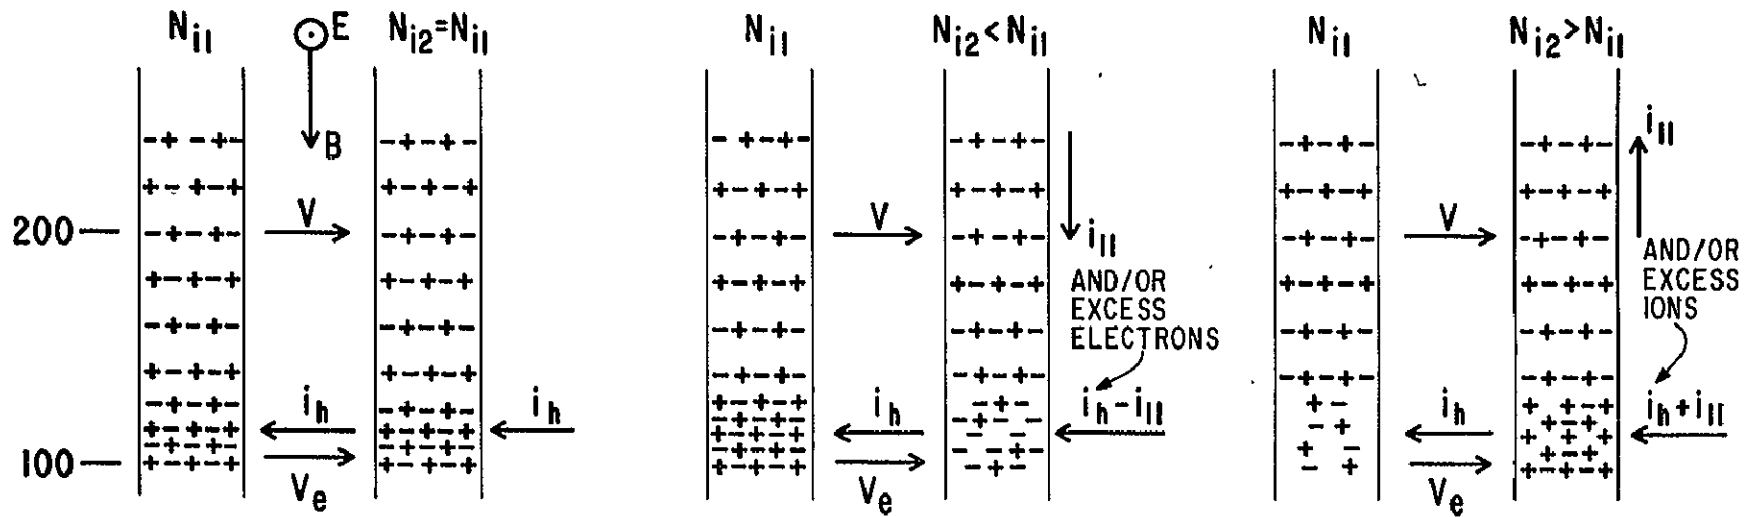 N_i1 E N_i2=N_i1
B
V
200
i_h i_h
100
V_e
N_i1 N_i2<N_i1
V
i_||
AND/OR
EXCESS
ELECTRONS
i_h i_h-i_||
V_e
N_i1 N_i2>N_i1
i_||
V
AND/OR
EXCESS
IONS
i_h i_h+i_||
V_e